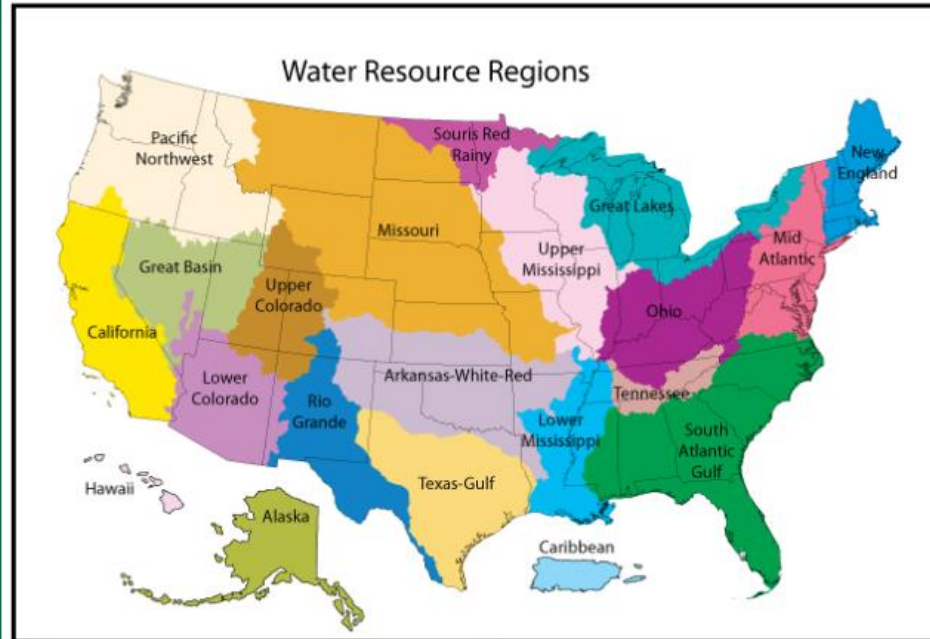 Water Resource Regions
Pacific
Northwest
Souris Red
Rainy
New
England
Great Lakes
Missouri
Mid
Atlantic
Upper
Mississippi
Great Basin
Upper
Colorado
Ohio
California
Lower
Colorado
Arkansas-White-Red
Tennessee
Rio
Grande
Lower
Mississippi
South
Atlantic
Gulf
Texas-Gulf
Hawaii
Alaska
Caribbean